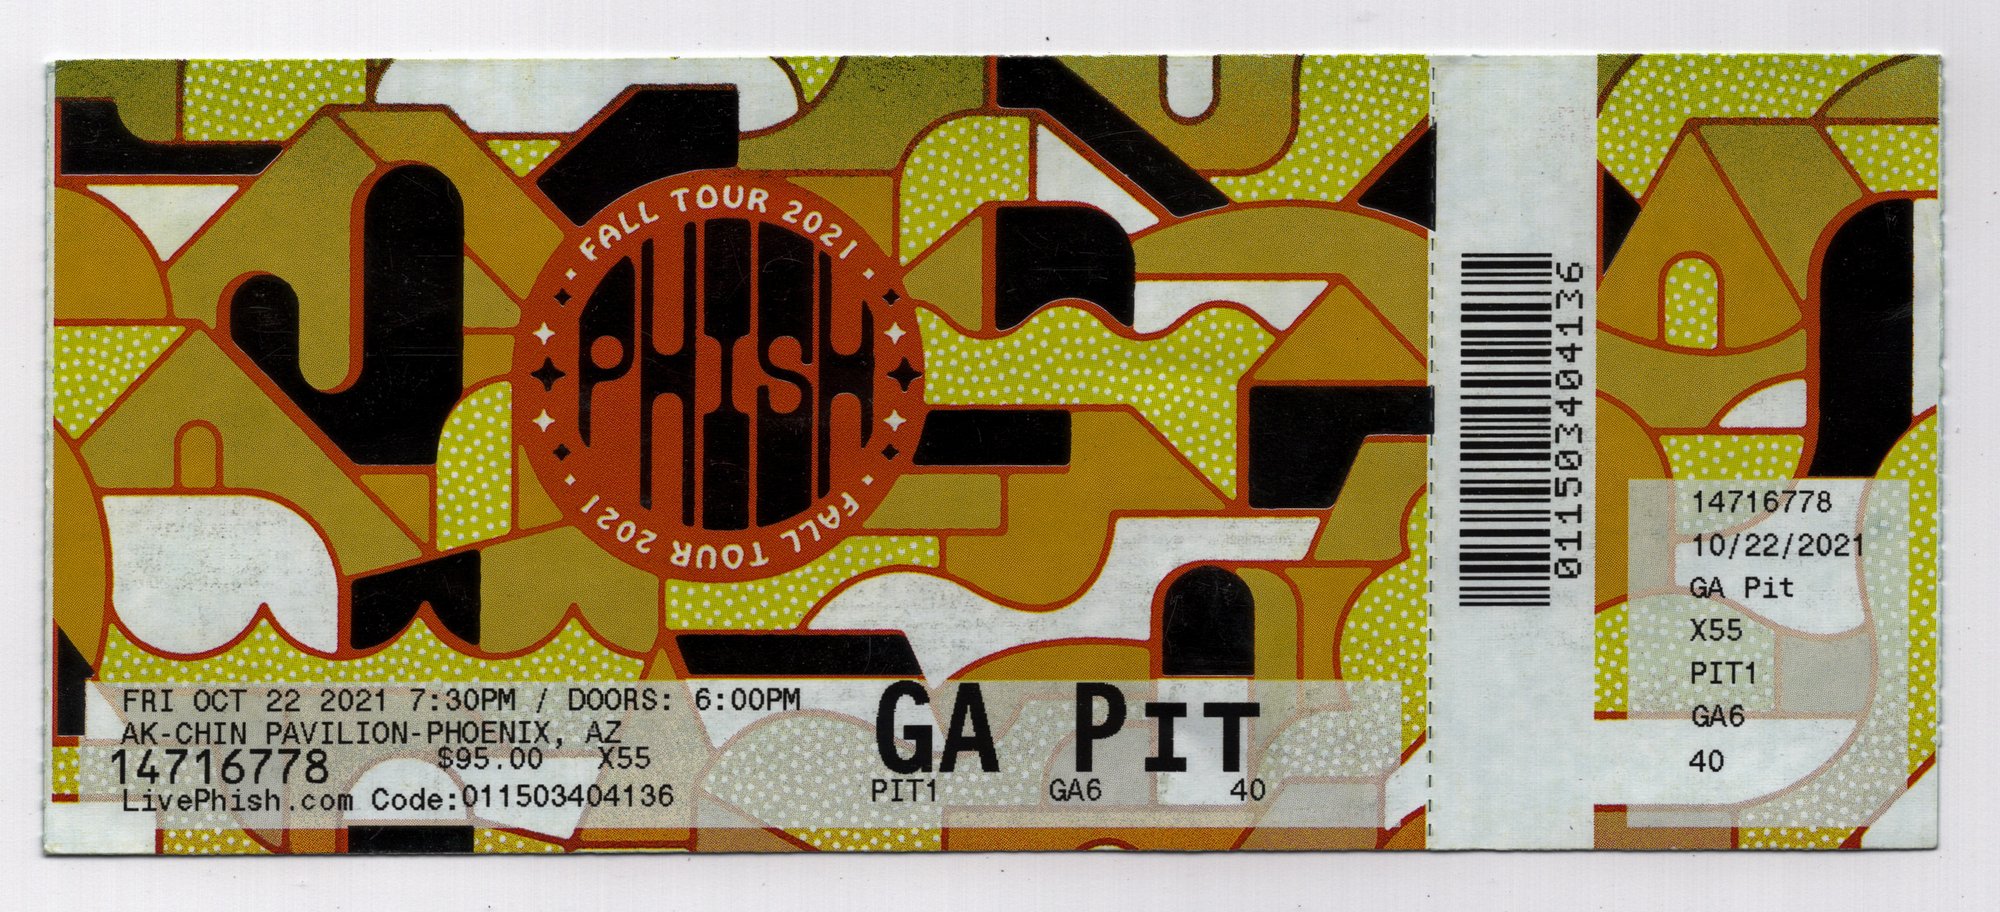 FALL TOUR 2021
PHISH
FALL TOUR 2021
FRI OCT 22 2021 7:30PM / DOORS: 6:00PM
AK-CHIN PAVILION-PHOENIX, AZ
14716778 $95.00 X55
LivePhish.com Code:011503404136
GA PIT
PIT1 GA6 40
011503404136
14716778
10/22/2021
GA Pit
X55
PIT1
GA6
40